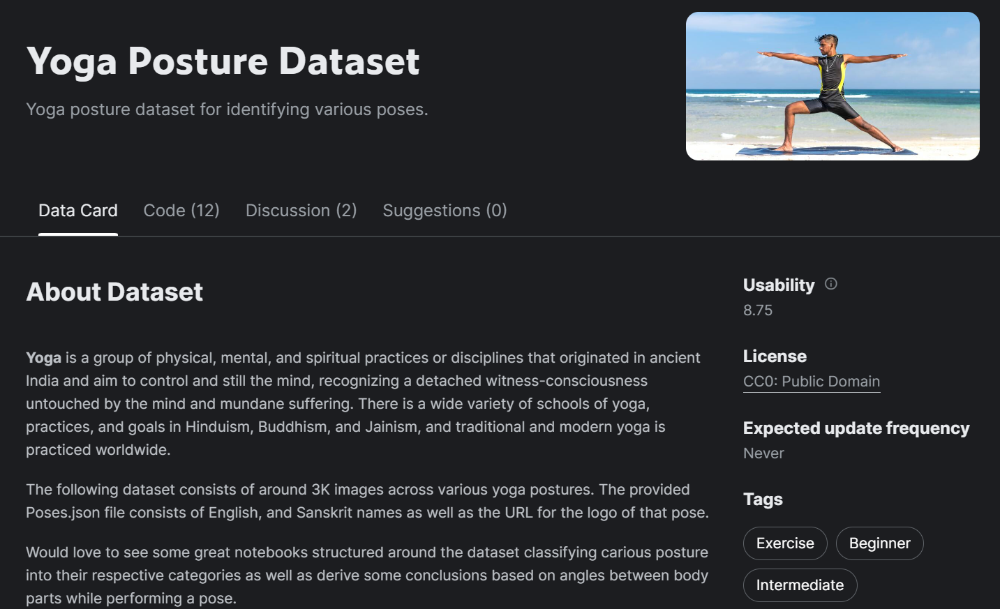 Yoga Posture Dataset
Yoga posture dataset for identifying various poses.
Data Card
Code (12)
Discussion (2)
Suggestions (0)
About Dataset
Yoga is a group of physical, mental, and spiritual practices or disciplines that originated in ancient
India and aim to control and still the mind, recognizing a detached witness-consciousness
untouched by the mind and mundane suffering. There is a wide variety of schools of yoga,
practices, and goals in Hinduism, Buddhism, and Jainism, and traditional and modern yoga is
practiced worldwide.
The following dataset consists of around 3K images across various yoga postures. The provided
Poses.json file consists of English, and Sanskrit names as well as the URL for the logo of that pose.
Would love to see some great notebooks structured around the dataset classifying carious posture
into their respective categories as well as derive some conclusions based on angles between body
parts while performing a pose.
Usability
8.75
License
CC0: Public Domain
Expected update frequency
Never
Tags
Exercise
Beginner
Intermediate